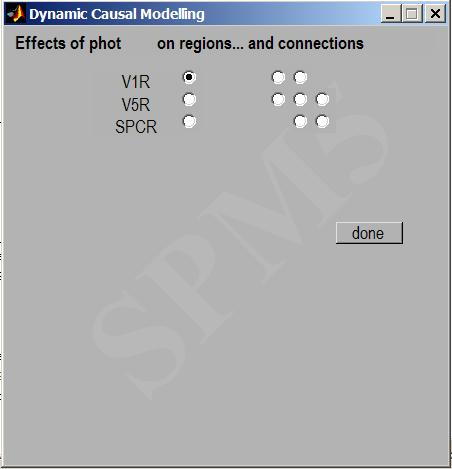 Dynamic Causal Modelling
Effects of phot on regions... and connections
V1R
V5R
SPCR
done
SPM5